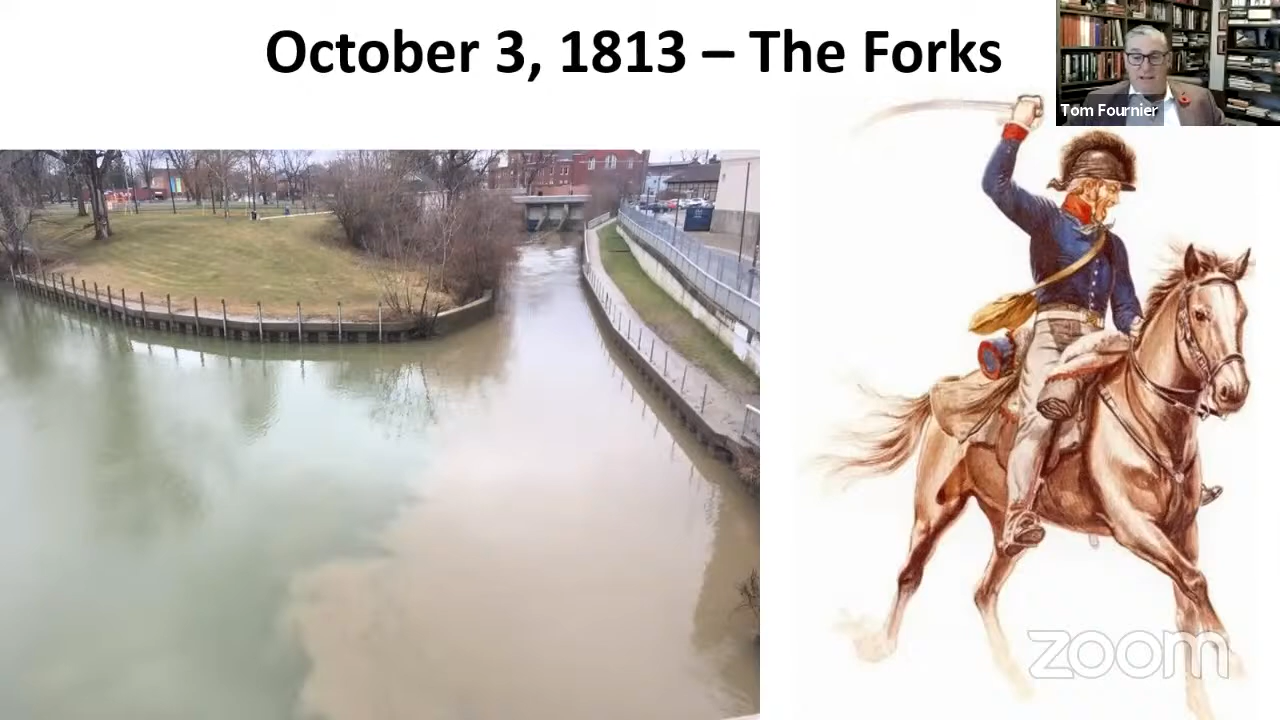 October 3, 1813 – The Forks
Tom Fournier
zoom